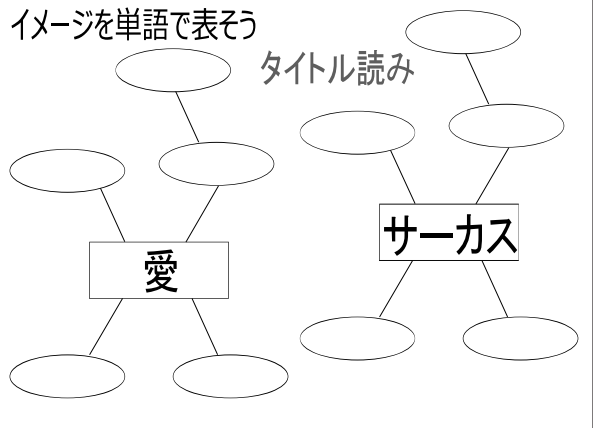 イメージを単語で表そう
タイトル読み
愛
サーカス